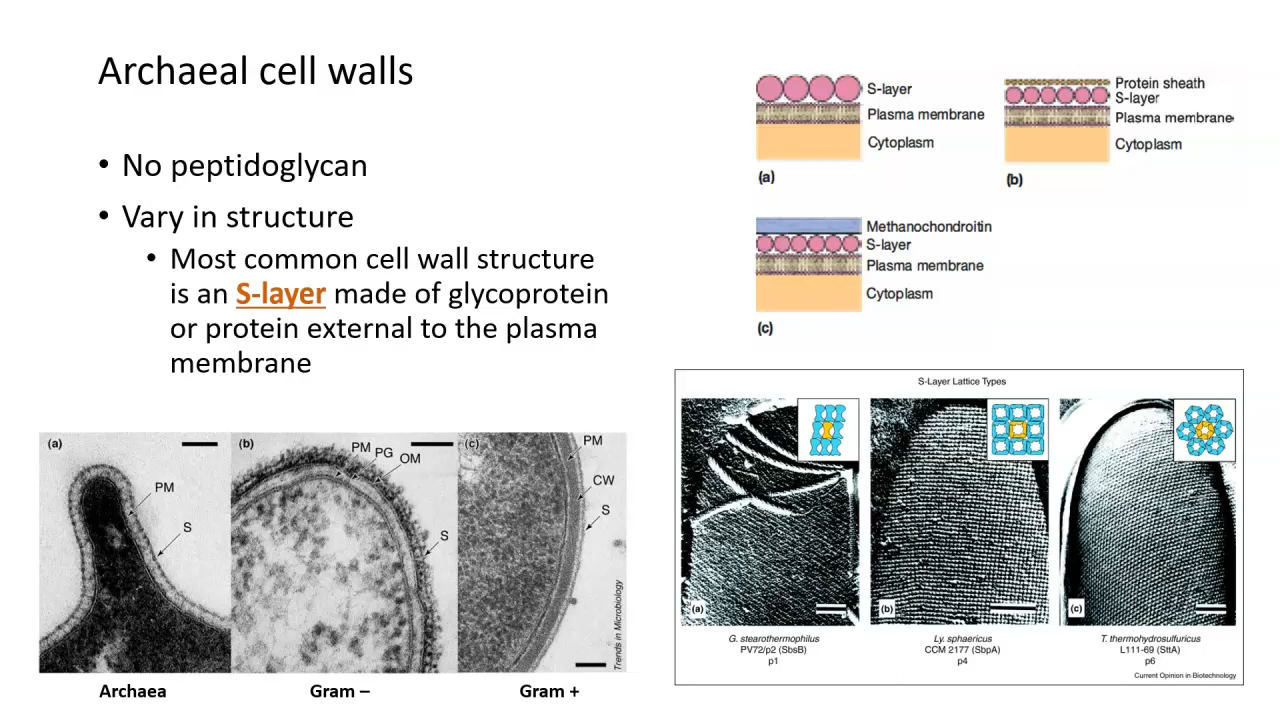 Archaeal cell walls
• No peptidoglycan
• Vary in structure
• Most common cell wall structure
is an S-layer made of glycoprotein
or protein external to the plasma
membrane
S-layer
Plasma membrane
Cytoplasm
(a)
Protein sheath
S-layer
Plasma membrane
Cytoplasm
(b)
Methanochondroitin
S-layer
Plasma membrane
Cytoplasm
(c)
(a)
PM
S
(b)
PM
PG
OM
S
(c)
PM
CW
S
Trends in Microbiology
Archaea
Gram –
Gram +
S-Layer Lattice Types
(a)
(b)
(c)
G. stearothermophilus
PV72/p2 (SbsB)
p1
Ly. sphaericus
CCM 2177 (SbpA)
p4
T. thermohydrosulfuricus
L111-69 (SttA)
p6
Current Opinion in Biotechnology